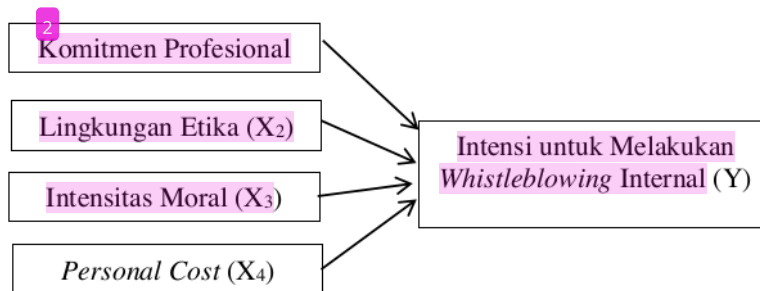 2
Komitmen Profesional
Lingkungan Etika (X2)
Intensitas Moral (X3)
Personal Cost (X4)
Intensi untuk Melakukan
Whistleblowing Internal (Y)